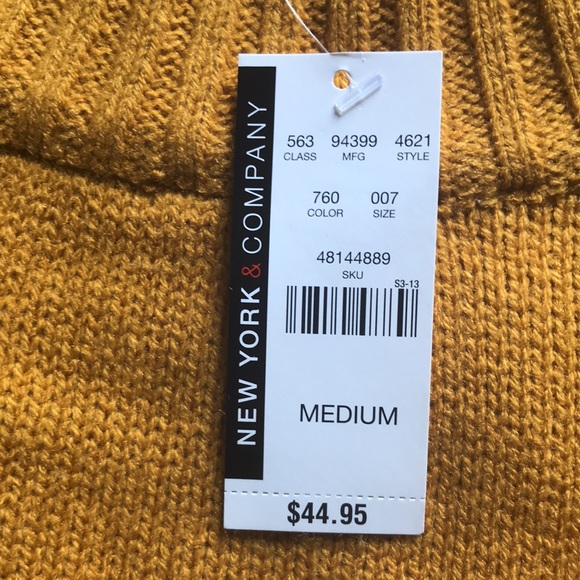 NEW YORK & COMPANY
563 94399 4621
CLASS MFG STYLE
760 007
COLOR SIZE
48144889
SKU
S3-13
MEDIUM
$44.95